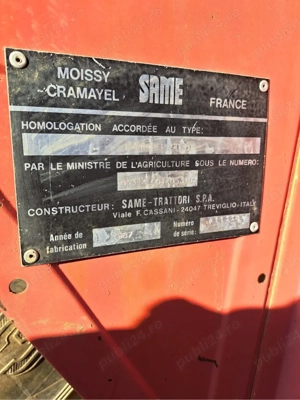 MOISSY
-CRAMAYEL
SAME
FRANCE
HOMOLOGATION ACCORDÉE AU TYPE:
PAR LE MINISTRE DE L'AGRICULTURE SOUS LE NUMERO:
CONSTRUCTEUR: SAME-TRATTORI S.P.A.
Viale F. CASSANI-24047 TREVIGLIO-ITALY
Année de
fabrication
Numéro
de série: